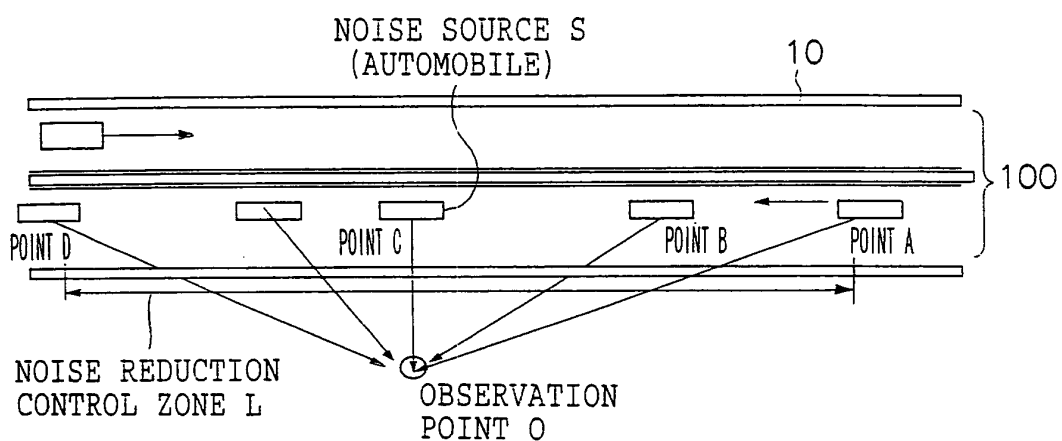 NOISE SOURCE S
(AUTOMOBILE)
10
100
POINT D
POINT C
POINT B
POINT A
NOISE REDUCTION
CONTROL ZONE L
OBSERVATION
POINT O